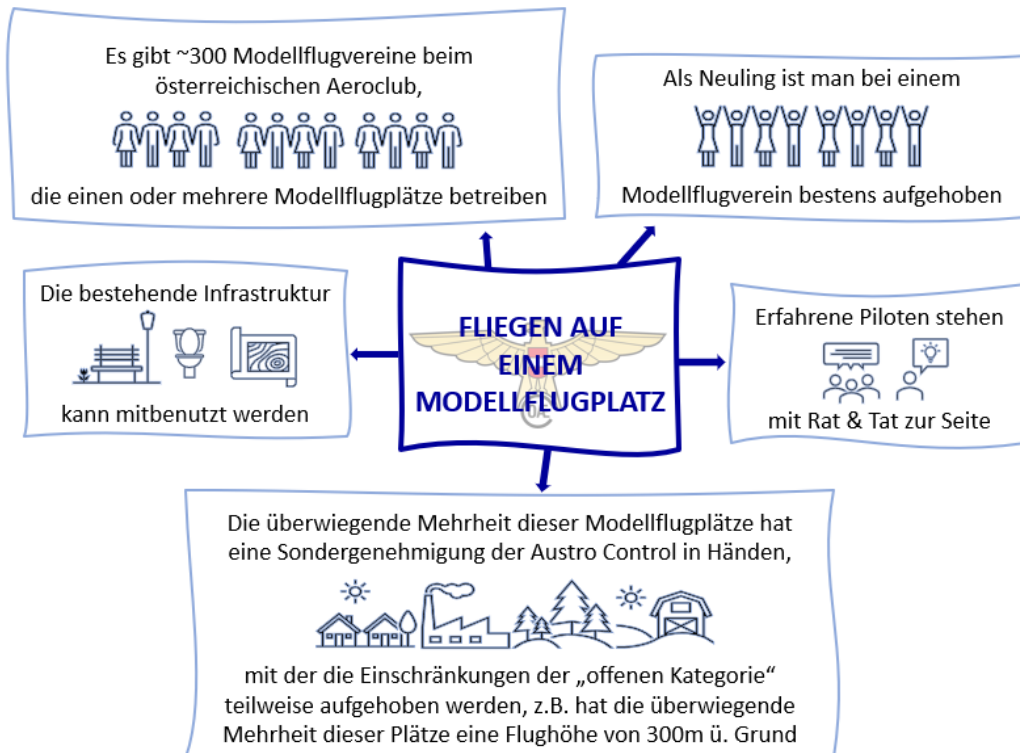 Es gibt ~300 Modellflugvereine beim
österreichischen Aeroclub,
die einen oder mehrere Modellflugplätze betreiben
Als Neuling ist man bei einem
Modellflugverein bestens aufgehoben
Die bestehende Infrastruktur
kann mitbenutzt werden
FLIEGEN AUF
EINEM
MODELLFLUGPLATZ
Erfahrene Piloten stehen
mit Rat & Tat zur Seite
Die überwiegende Mehrheit dieser Modellflugplätze hat
eine Sondergenehmigung der Austro Control in Händen,
mit der die Einschränkungen der „offenen Kategorie“
teilweise aufgehoben werden, z.B. hat die überwiegende
Mehrheit dieser Plätze eine Flughöhe von 300m ü. Grund